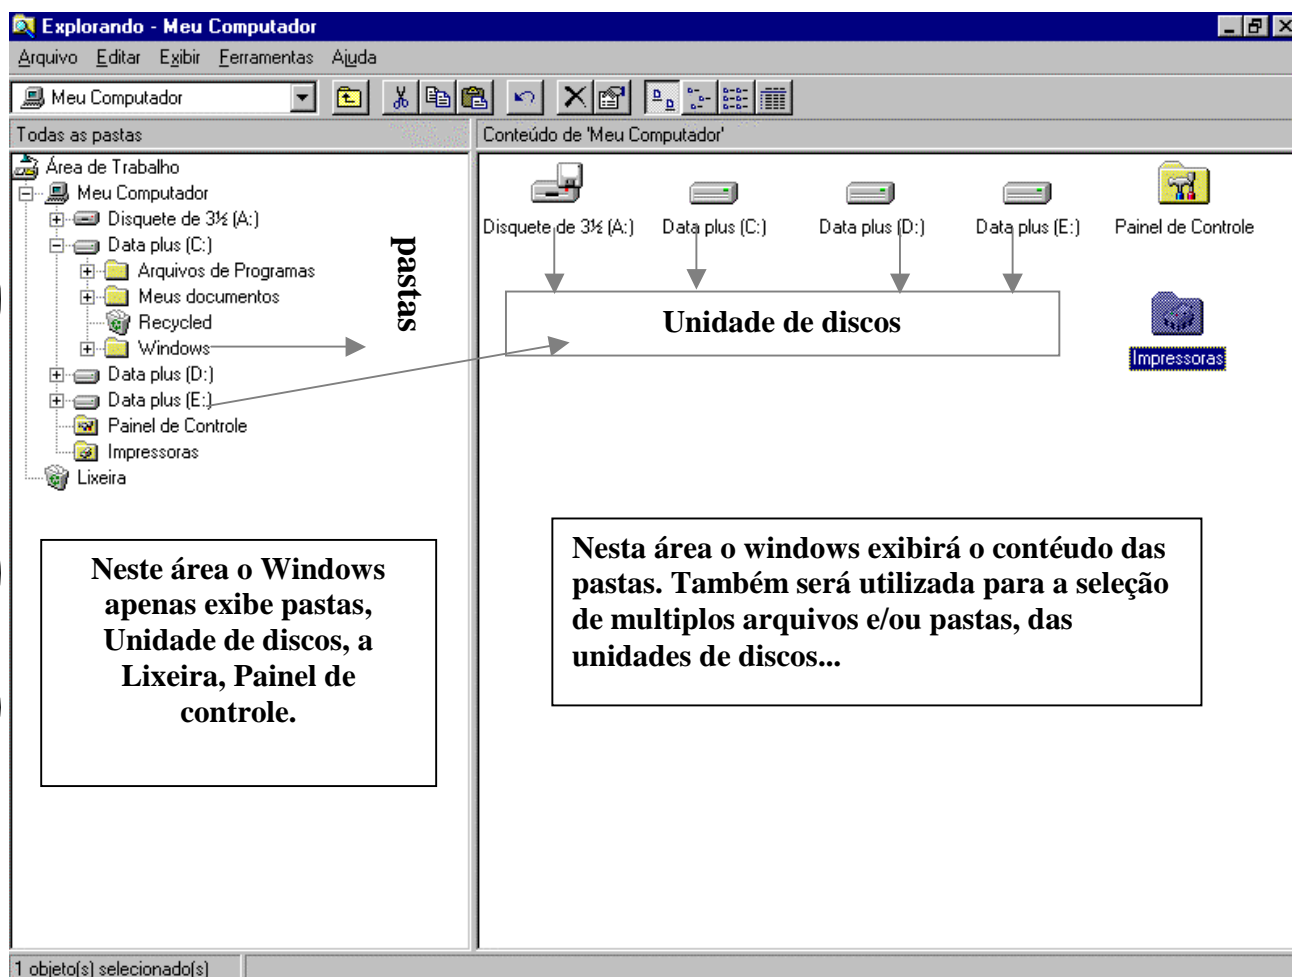 Explorando - Meu Computador
Arquivo Editar Exibir Ferramentas Ajuda
Meu Computador
Todas as pastas
Conteúdo de 'Meu Computador'
Área de Trabalho
Meu Computador
Disquete de 3½ (A:)
Data plus (C:)
Arquivos de Programas
Meus documentos
Recycled
Windows
Data plus (D:)
Data plus (E:)
Painel de Controle
Impressoras
Lixeira
pastas
Disquete de 3½ (A:) Data plus (C:) Data plus (D:) Data plus (E:) Painel de Controle
Unidade de discos
Impressoras
Neste área o Windows
apenas exibe pastas,
Unidade de discos, a
Lixeira, Painel de
controle.
Nesta área o windows exibirá o contéudo das
pastas. Também será utilizada para a seleção
de multiplos arquivos e/ou pastas, das
unidades de discos...
1 objeto(s) selecionado(s)